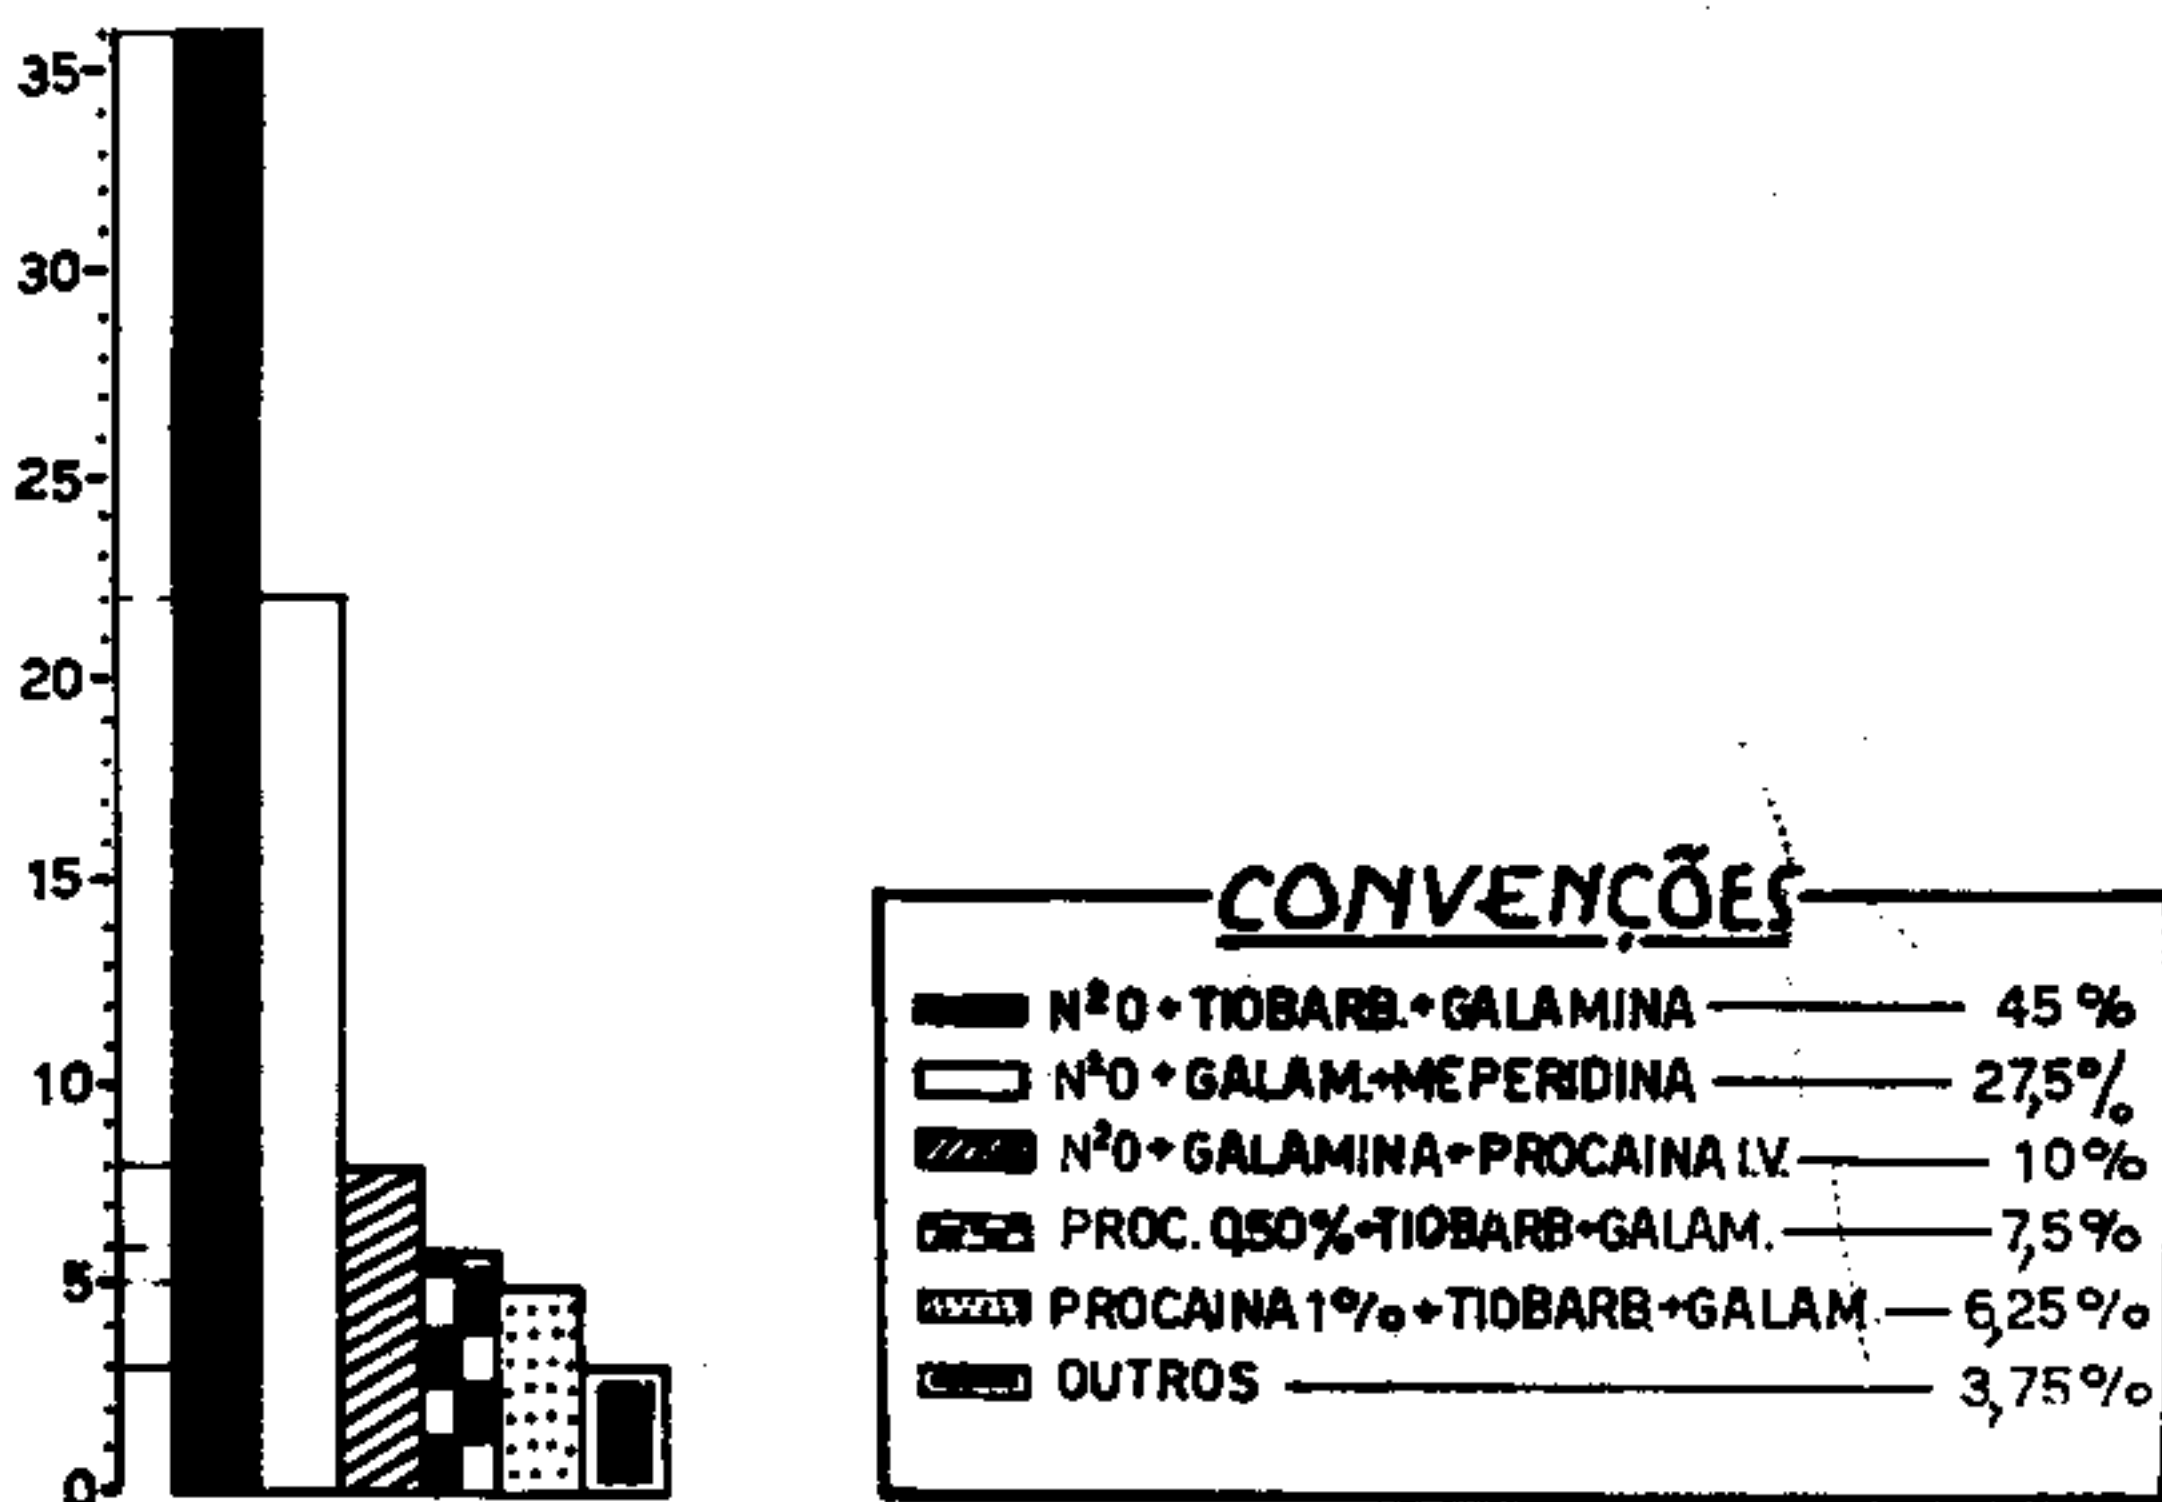 35
30
25
20
15
10
5
0
CONVENÇÕES
N²O + TIOBARB. + GALAMINA 45%
N²O + GALAM. + MEPERIDINA 27,5%
N²O + GALAMINA + PROCAINA I.V. 10%
PROC. 0,50% + TIOBARB + GALAM. 7,5%
PROCAINA 1% + TIOBARB + GALAM 6,25%
OUTROS 3,75%